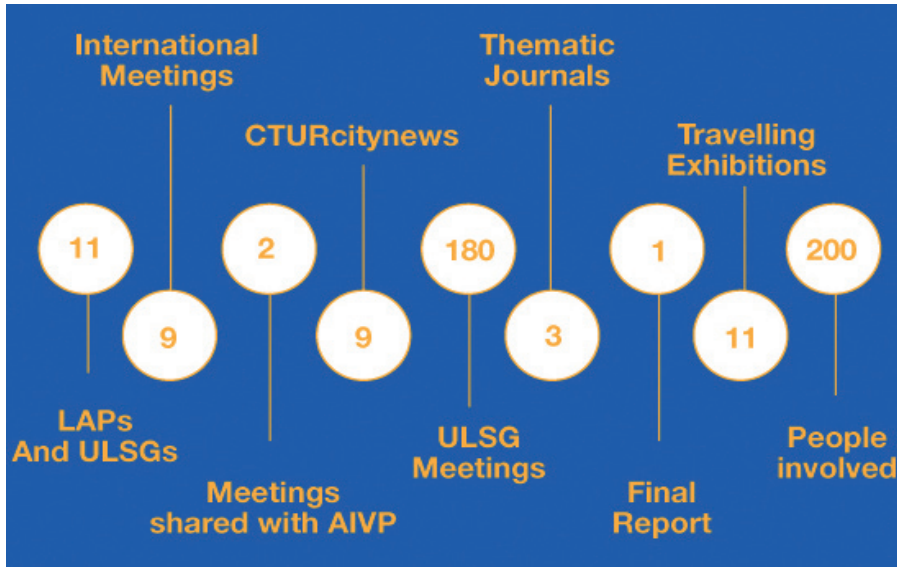 International
Meetings
Thematic
Journals
CTURcitynews
Travelling
Exhibitions
11
2
180
1
200
9
9
3
11
LAPs
And ULSGs
ULSG
Meetings
People
involved
Meetings
shared with AIVP
Final
Report